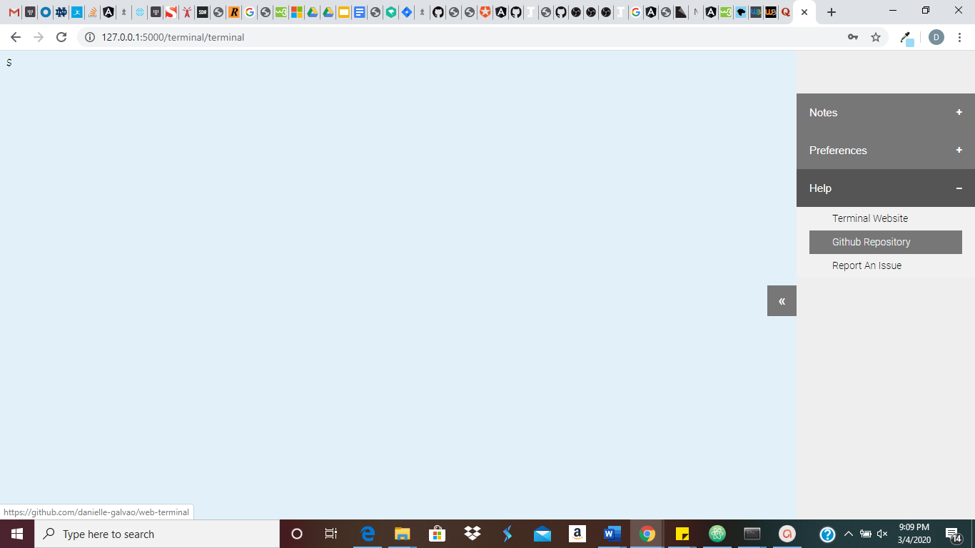 127.0.0.1:5000/terminal/terminal
D
$
Notes +
Preferences +
Help −
Terminal Website
Github Repository
Report An Issue
«
https://github.com/danielle-galvao/web-terminal
Type here to search
9:09 PM
3/4/2020
14